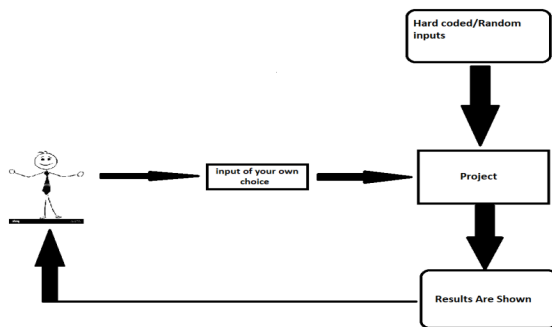 Hard coded/Random
inputs
input of your own
choice
Project
Results Are Shown